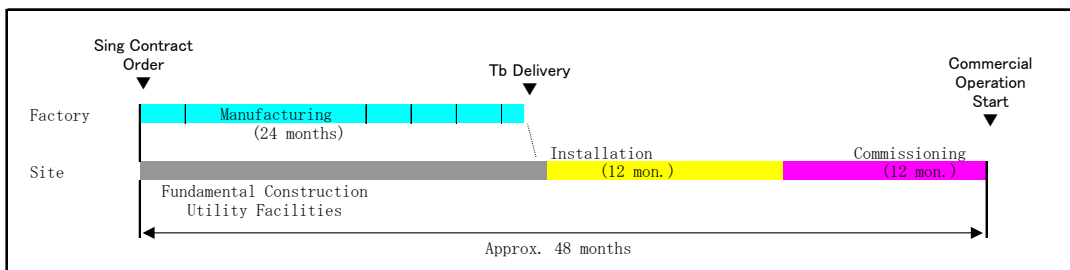 Sing Contract
Order
Tb Delivery
Commercial
Operation
Start
Factory
Manufacturing
(24 months)
Installation
Commissioning
Site
(12 mon.)
(12 mon.)
Fundamental Construction
Utility Facilities
Approx. 48 months